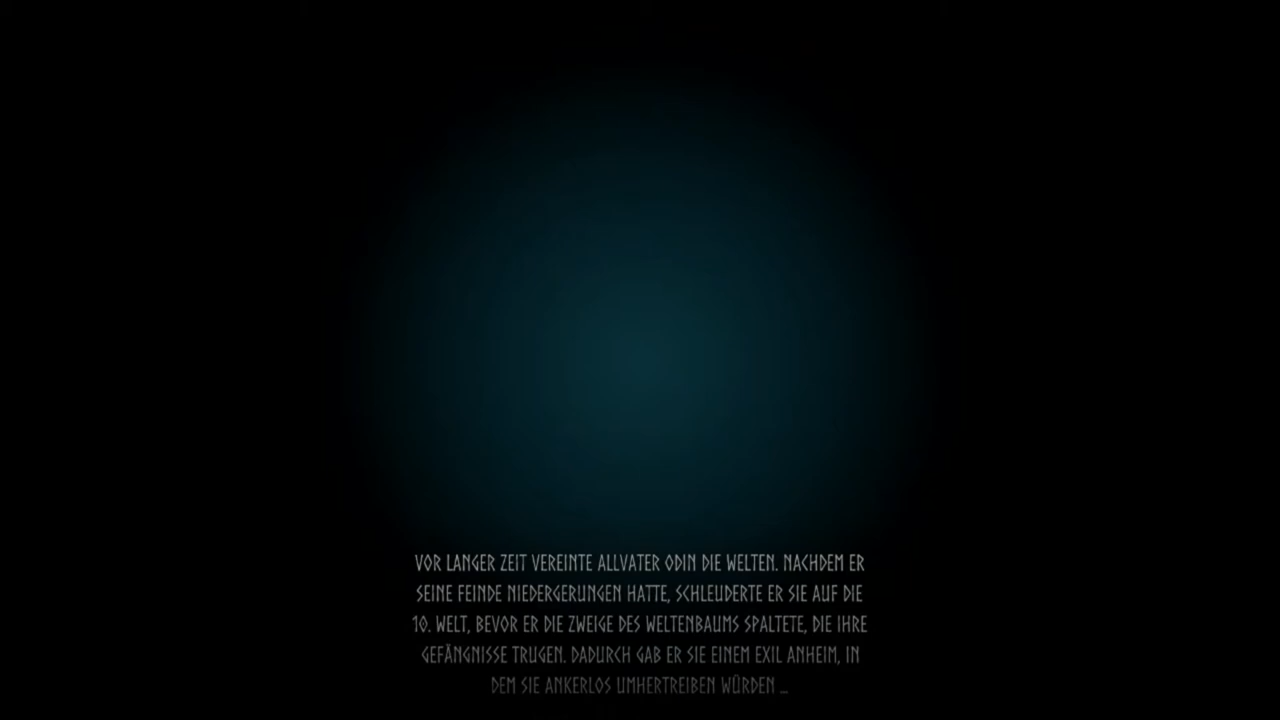 VOR LANGER ZEIT VEREINTE ALLVATER ODIN DIE WELTEN. NACHDEM ER
SEINE FEINDE NIEDERGERUNGEN HATTE, SCHLEUDERTE ER SIE AUF DIE
10. WELT, BEVOR ER DIE ZWEIGE DES WELTENBAUMS SPALTETE, DIE IHRE
GEFÄNGNISSE TRUGEN. DADURCH GAB ER SIE EINEM EXIL ANHEIM, IN
DEM SIE ANKERLOS UMHERTREIBEN WÜRDEN ...